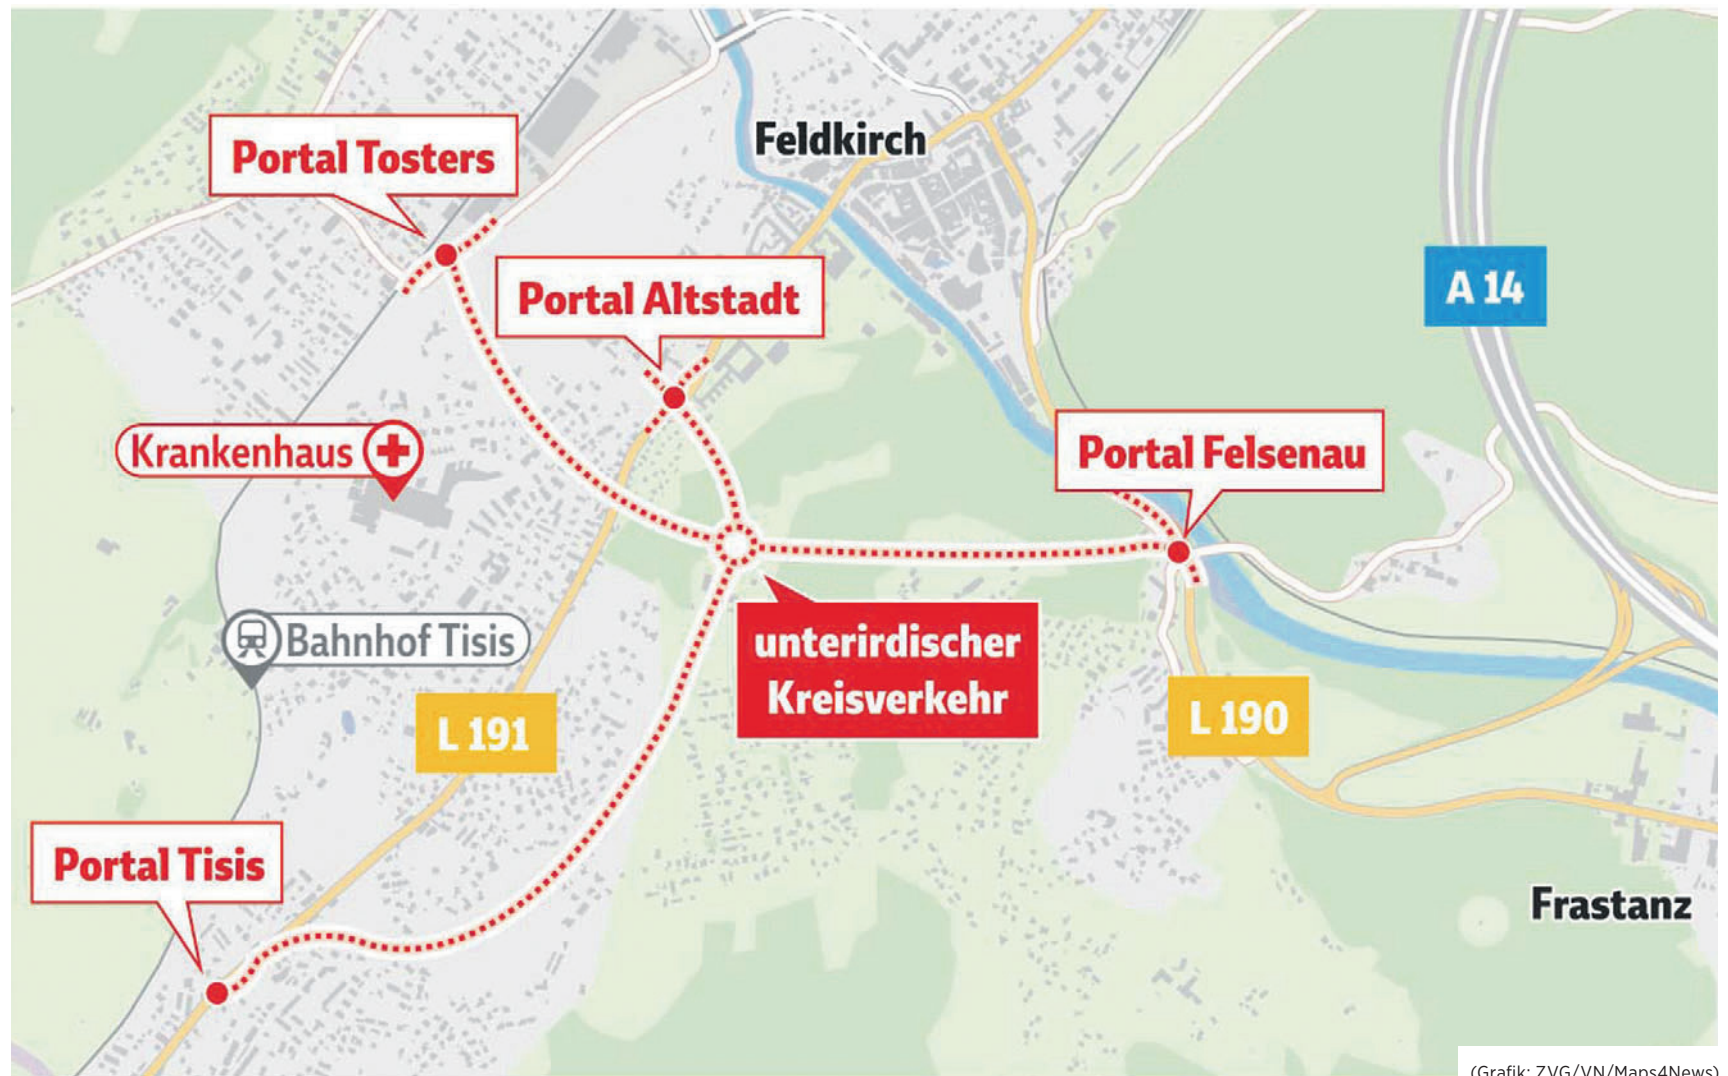 Feldkirch
Portal Tosters
Portal Altstadt
A 14
Krankenhaus
Portal Felsenau
Bahnhof Tisis
unterirdischer
Kreisverkehr
L 191
L 190
Portal Tisis
Frastanz
(Grafik: ZVG/VN/Maps4News)